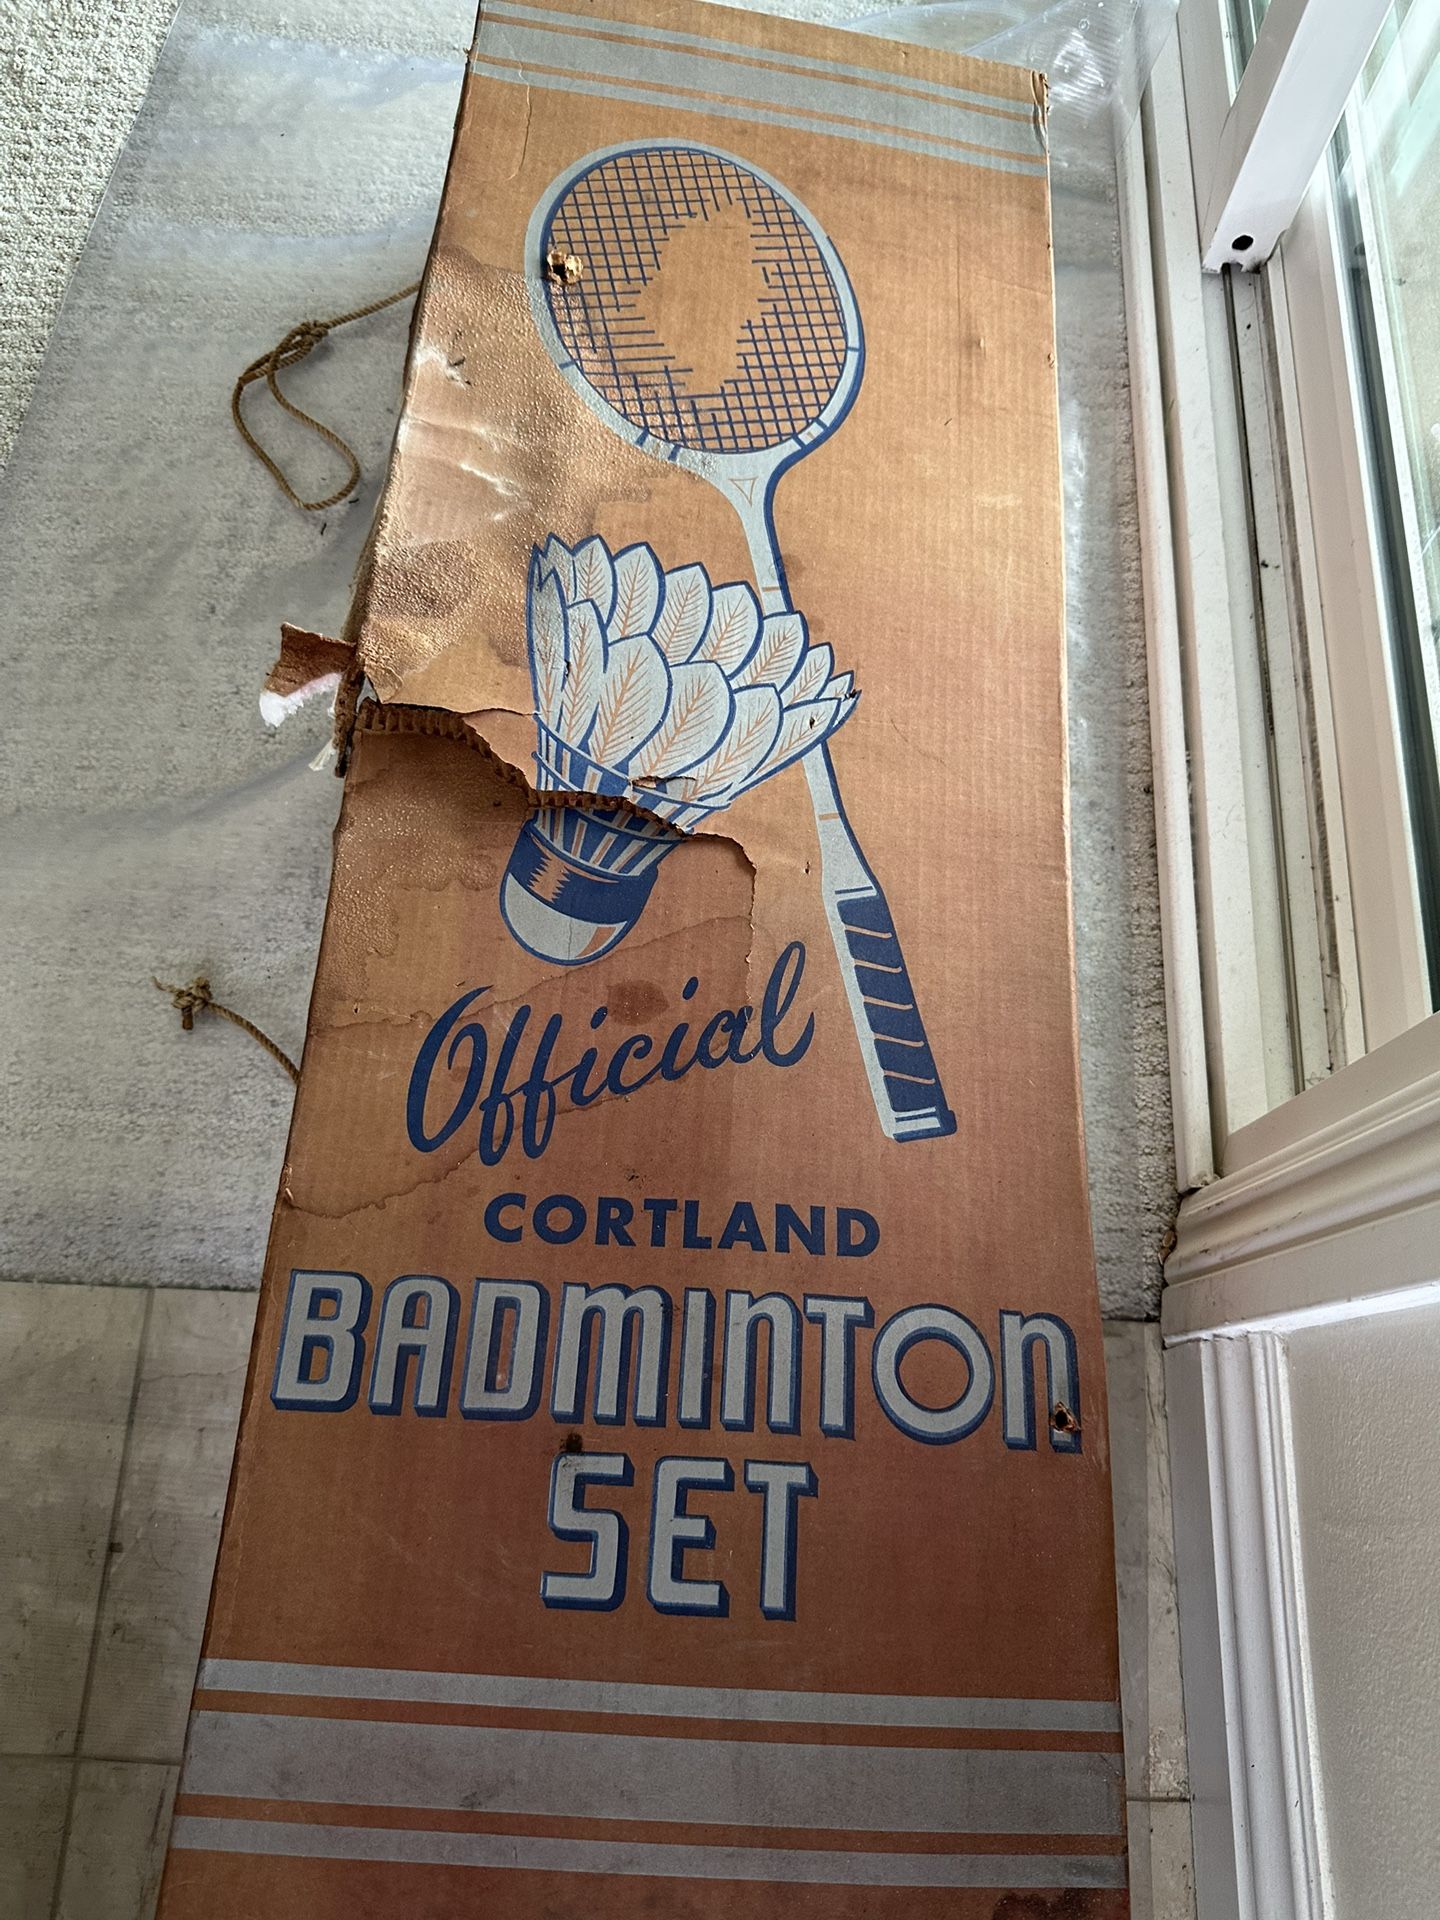 Official
CORTLAND
BADMINTON
SET